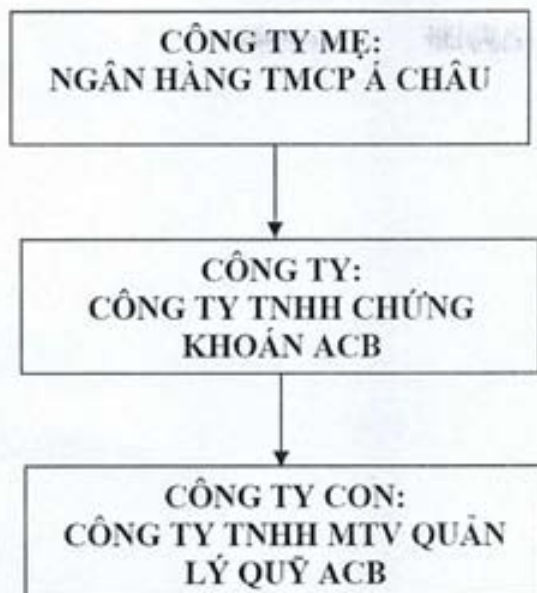 CÔNG TY MẸ:
NGÂN HÀNG TMCP Á CHÂU
CÔNG TY:
CÔNG TY TNHH CHỨNG
KHOÁN ACB
CÔNG TY CON:
CÔNG TY TNHH MTV QUẢN
LÝ QUỸ ACB